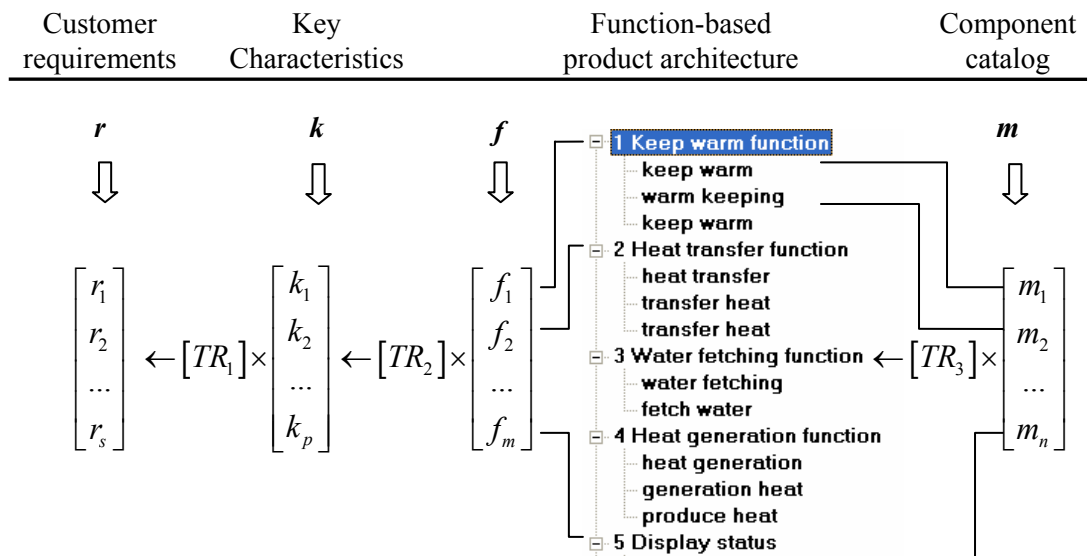 Customer requirements
Key Characteristics
Function-based product architecture
Component catalog
r
k
f
m
1 Keep warm function
keep warm
warm keeping
keep warm
2 Heat transfer function
heat transfer
transfer heat
transfer heat
3 Water fetching function
water fetching
fetch water
4 Heat generation function
heat generation
generation heat
produce heat
5 Display status
r₁
r₂
...
rₛ
← [TR₁] ×
k₁
k₂
...
kₚ
← [TR₂] ×
f₁
f₂
...
fₘ
← [TR₃] ×
m₁
m₂
...
mₙ